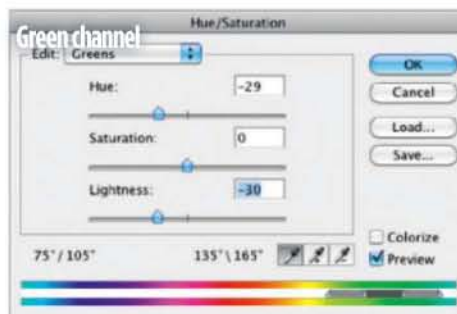 Hue/Saturation
Green channel
Edit: Greens
OK
Hue: -29
Cancel
Saturation: 0
Load...
Save...
Lightness: -30
Colorize
75°/105° 135°\165°
Preview